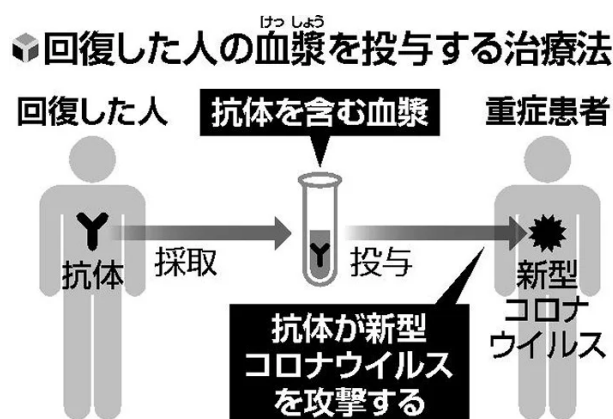 けっしょう
回復した人の血漿を投与する治療法
回復した人
抗体を含む血漿
重症患者
抗体
採取
投与
新型
コロナ
ウイルス
抗体が新型
コロナウイルス
を攻撃する